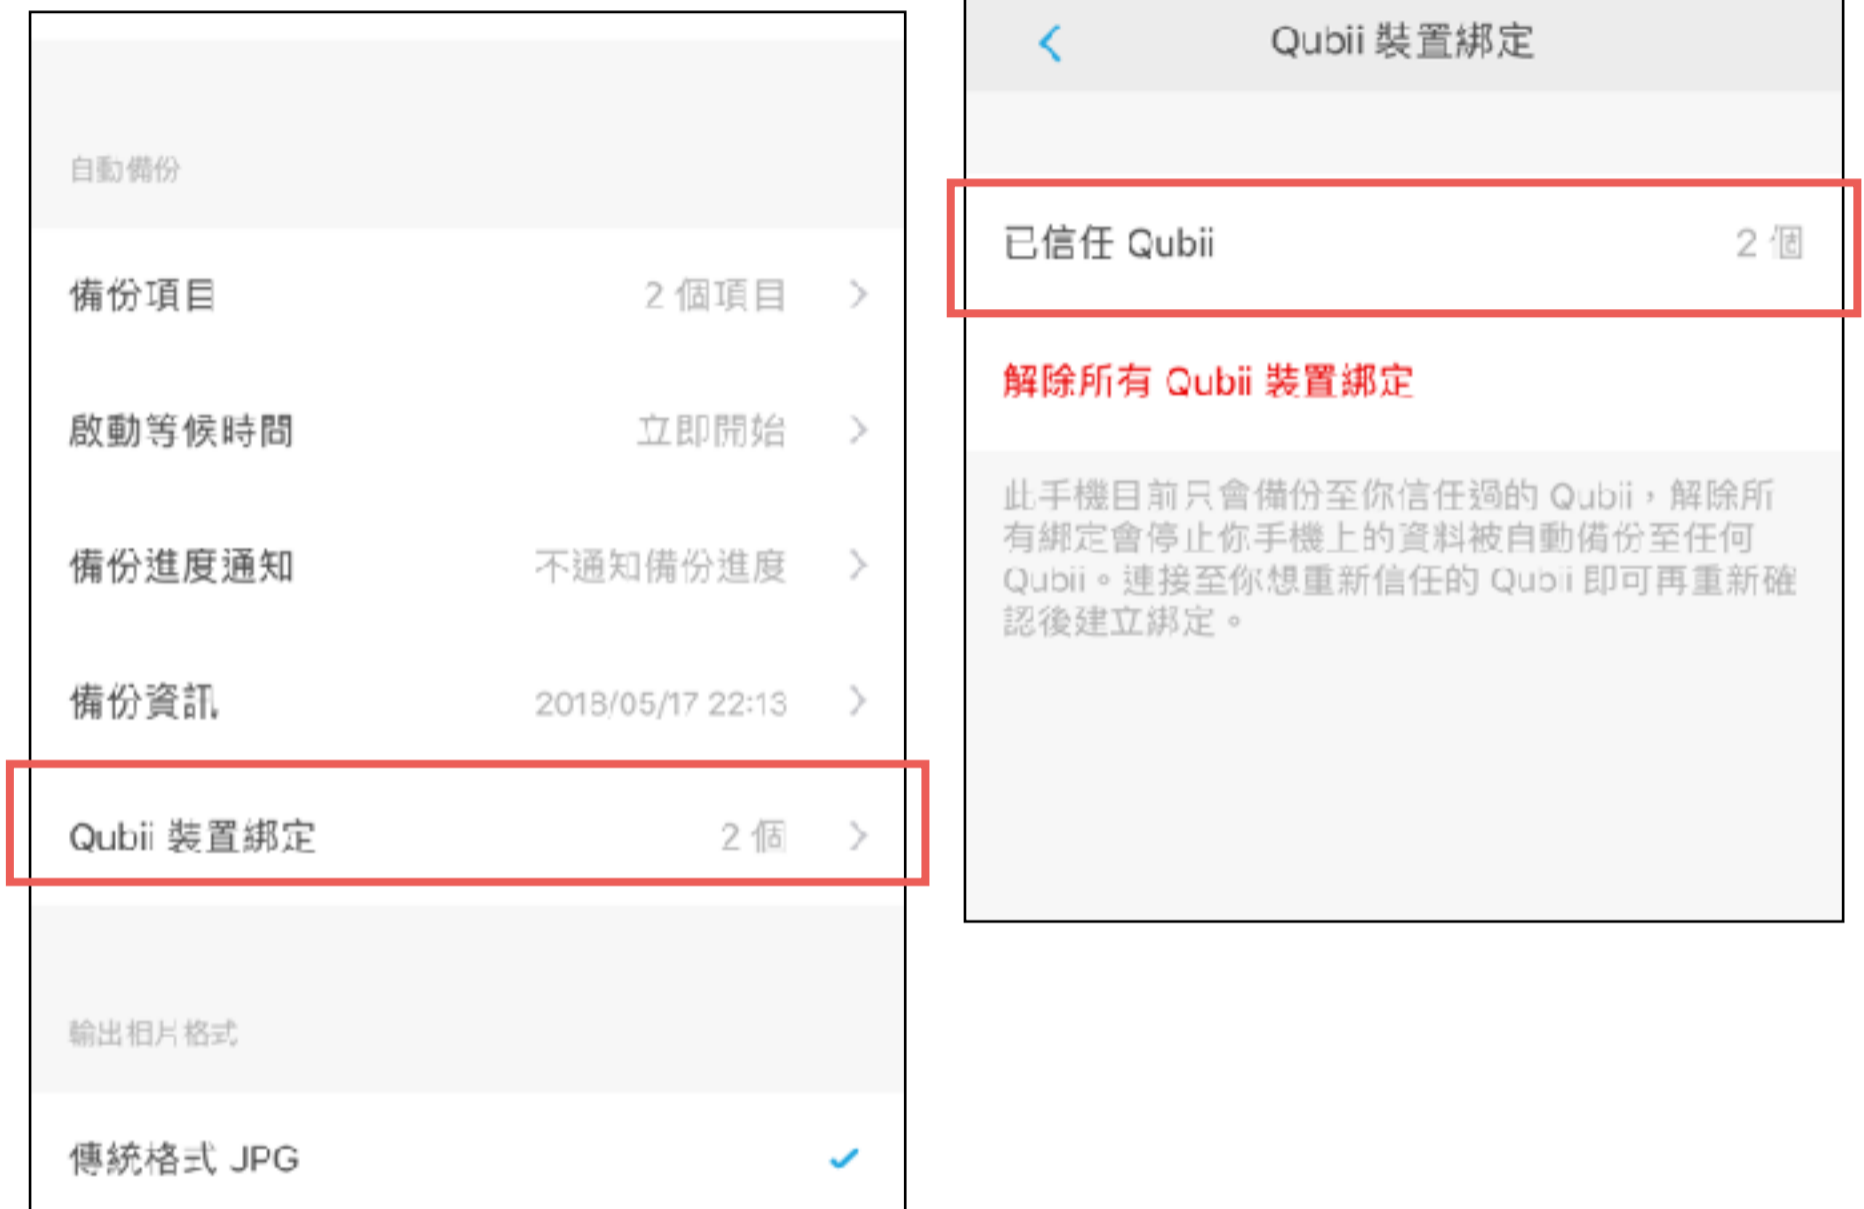 自動備份
備份項目 2 個項目
啟動等候時間 立即開始
備份進度通知 不通知備份進度
備份資訊 2018/05/17 22:13
Qubii 裝置綁定 2 個
輸出相片格式
傳統格式 JPG
Qubii 裝置綁定
已信任 Qubii 2 個
解除所有 Qubii 裝置綁定
此手機目前只會備份至你信任過的 Qubii，解除所
有綁定會停止你手機上的資料被自動備份至任何
Qubii。連接至你想重新信任的 Qubii 即可再重新確
認後建立綁定。